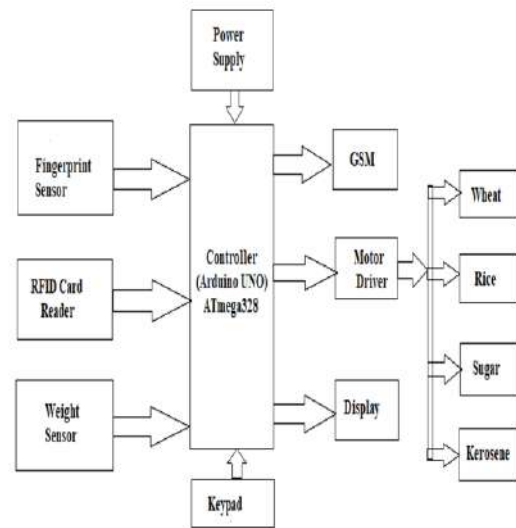 Power
Supply
Fingerprint
Sensor
GSM
Wheat
Controller
(Arduino UNO)
ATmega328
Motor
Driver
RFID Card
Reader
Rice
Weight
Sensor
Display
Sugar
Keypad
Kerosene